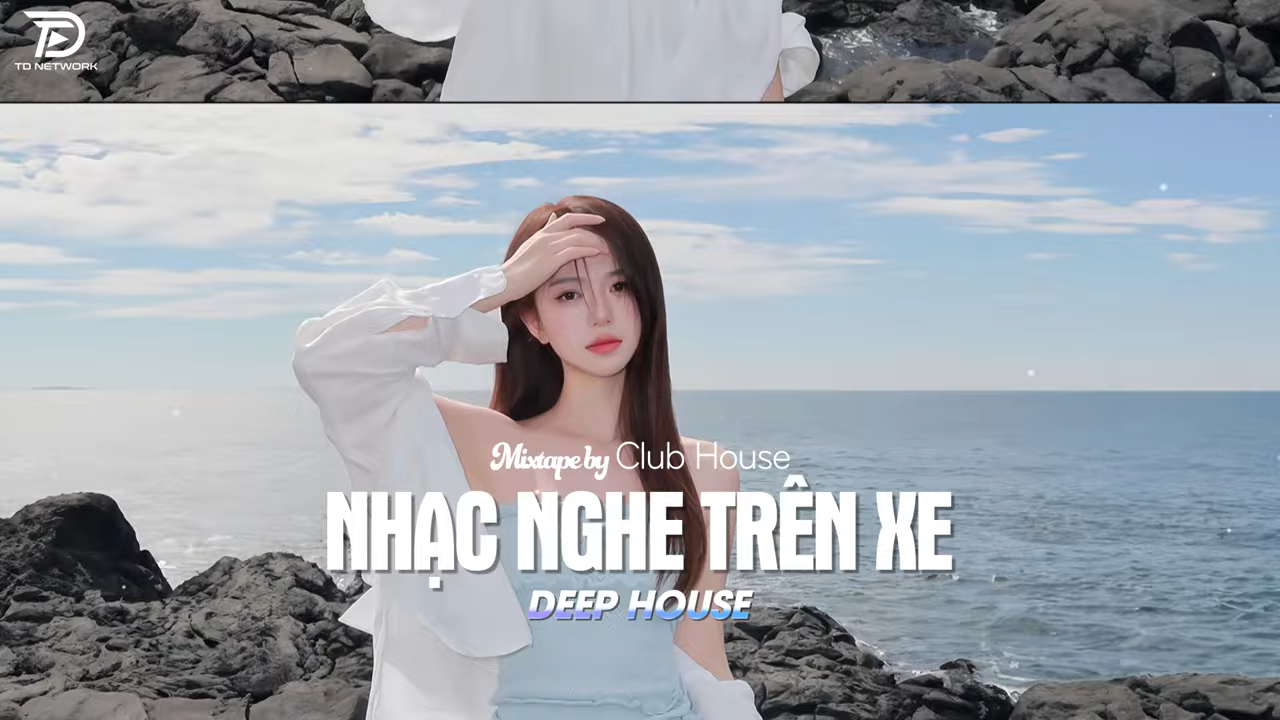 TD NETWORK
Mixtape by Club House
NHẠC NGHE TRÊN XE
DEEP HOUSE